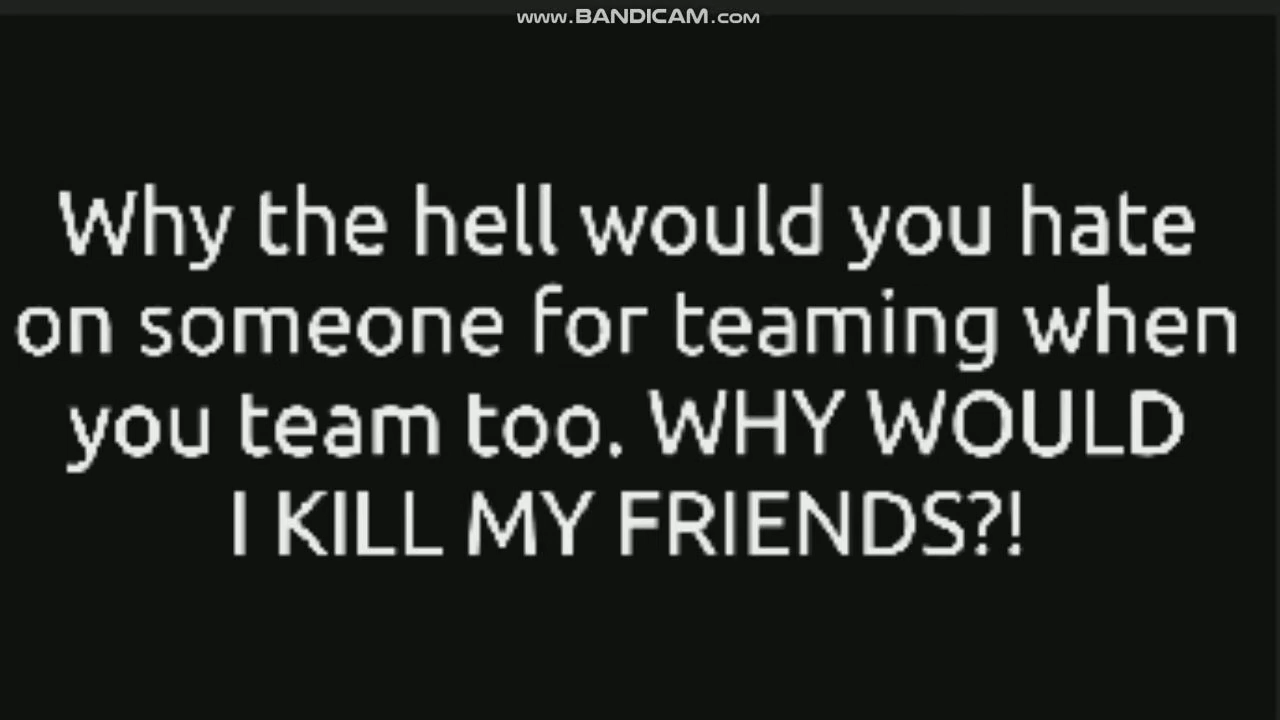 www.BANDICAM.com
Why the hell would you hate
on someone for teaming when
you team too. WHY WOULD
I KILL MY FRIENDS?!